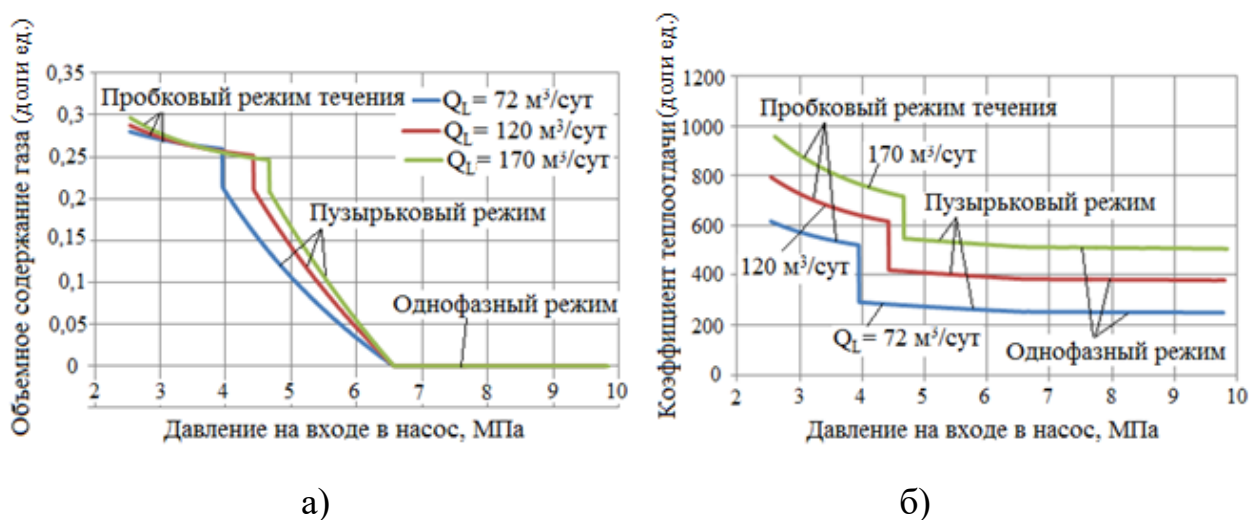 Объемное содержание газа (доли ед.)
0,35
0,3
0,25
0,2
0,15
0,1
0,05
0
2 3 4 5 6 7 8 9 10
Пробковый режим течения
Q_L = 72 м³/сут
Q_L = 120 м³/сут
Q_L = 170 м³/сут
Пузырьковый режим
Однофазный режим
Давление на входе в насос, МПа
а)
Коэффициент теплоотдачи (доли ед.)
1200
1000
800
600
400
200
0
2 3 4 5 6 7 8 9 10
Пробковый режим течения
170 м³/сут
Пузырьковый режим
120 м³/сут
Q_L = 72 м³/сут
Однофазный режим
Давление на входе в насос, МПа
б)